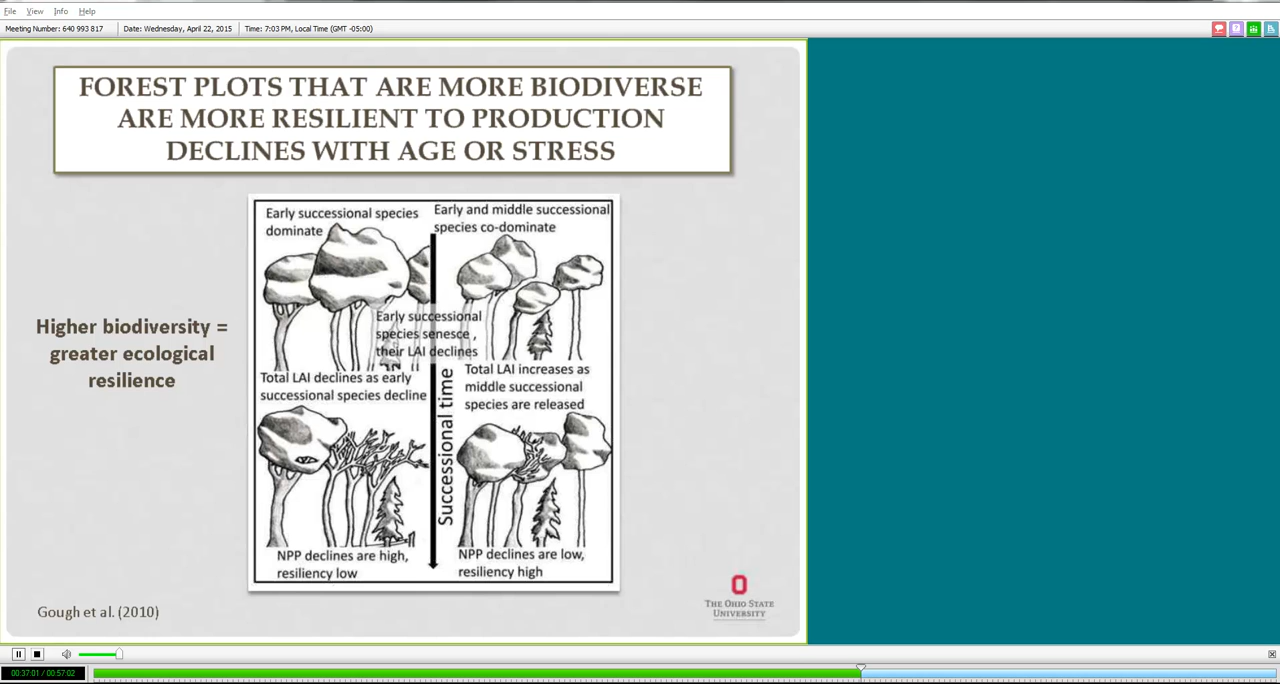 File View Info Help
Meeting Number: 640 993 817 Date: Wednesday, April 22, 2015 Time: 7:03 PM, Local Time (GMT -05:00)
FOREST PLOTS THAT ARE MORE BIODIVERSE
ARE MORE RESILIENT TO PRODUCTION
DECLINES WITH AGE OR STRESS
Higher biodiversity =
greater ecological
resilience
Early successional species
dominate
Early and middle successional
species co-dominate
Early successional
species senesce ,
their LAI declines
Total LAI declines as early
successional species decline
Total LAI increases as
middle successional
species are released
Successional time
NPP declines are high,
resiliency low
NPP declines are low,
resiliency high
Gough et al. (2010)
THE OHIO STATE
UNIVERSITY
00:37:01 / 00:57:02